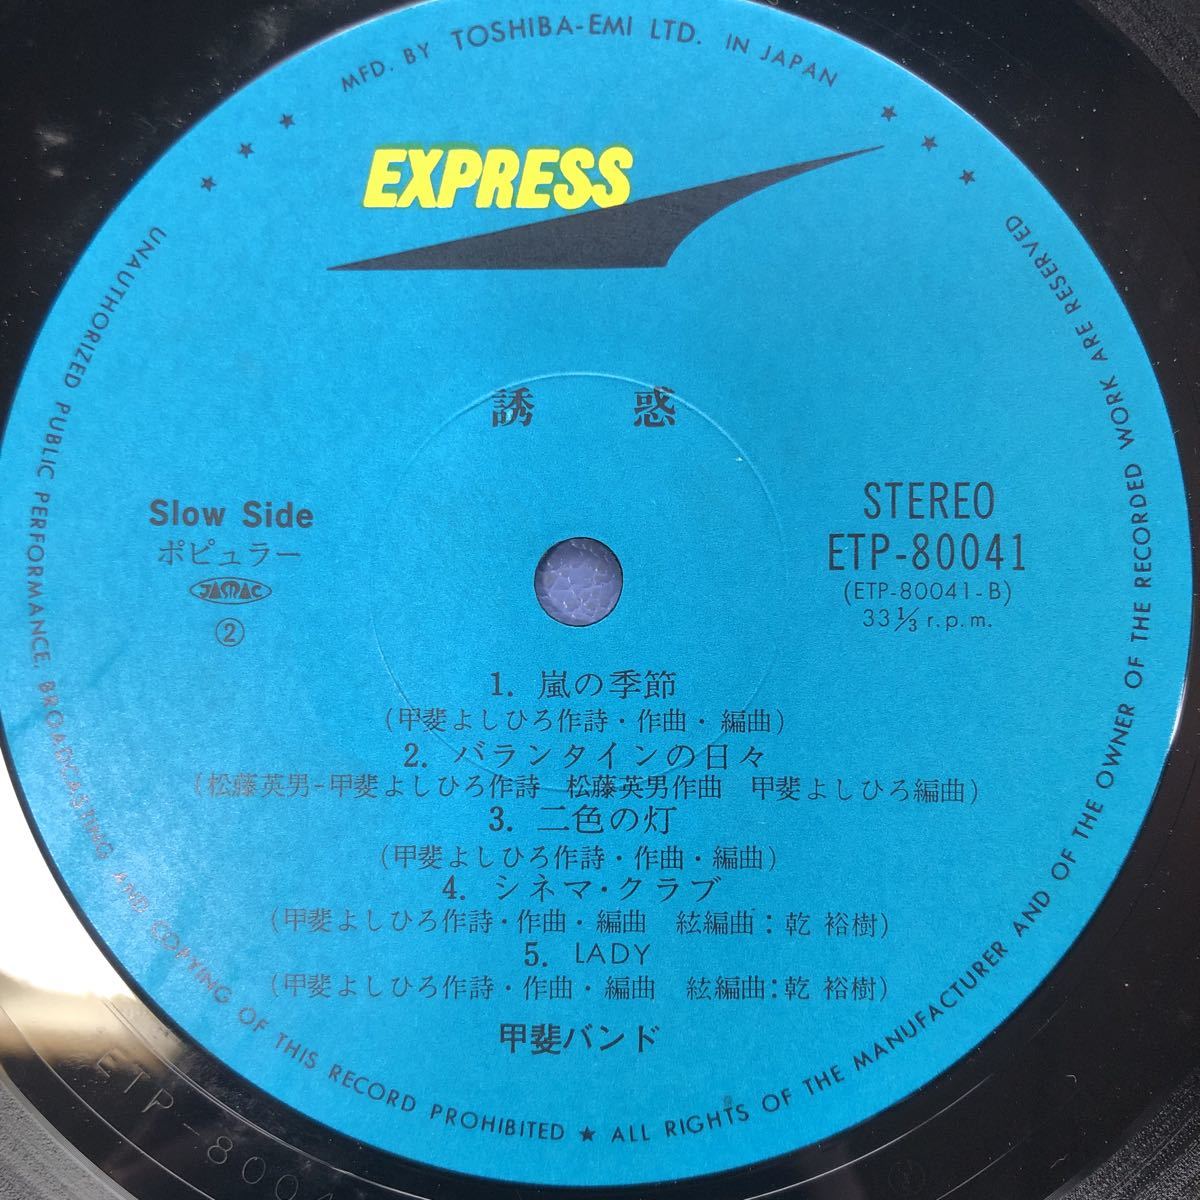 MFD. BY TOSHIBA-EMI LTD. IN JAPAN
EXPRESS
誘惑
Slow Side
ポピュラー
JASRAC
②
STEREO
ETP-80041
(ETP-80041-B)
33 1/3 r.p.m.
1. 嵐の季節
(甲斐よしひろ作詩・作曲・編曲)
2. バランタインの日々
(松藤英男-甲斐よしひろ作詩 松藤英男作曲 甲斐よしひろ編曲)
3. 二色の灯
(甲斐よしひろ作詩・作曲・編曲)
4. シネマ・クラブ
(甲斐よしひろ作詩・作曲・編曲 絃編曲：乾 裕樹)
5. LADY
(甲斐よしひろ作詩・作曲・編曲 絃編曲：乾 裕樹)
甲斐バンド
UNAUTHORIZED PUBLIC PERFORMANCE, BROADCASTING AND COPYING OF THIS RECORD PROHIBITED ★ ALL RIGHTS OF THE MANUFACTURER AND OF THE OWNER OF THE RECORDED WORK ARE RESERVED
ETP-8004